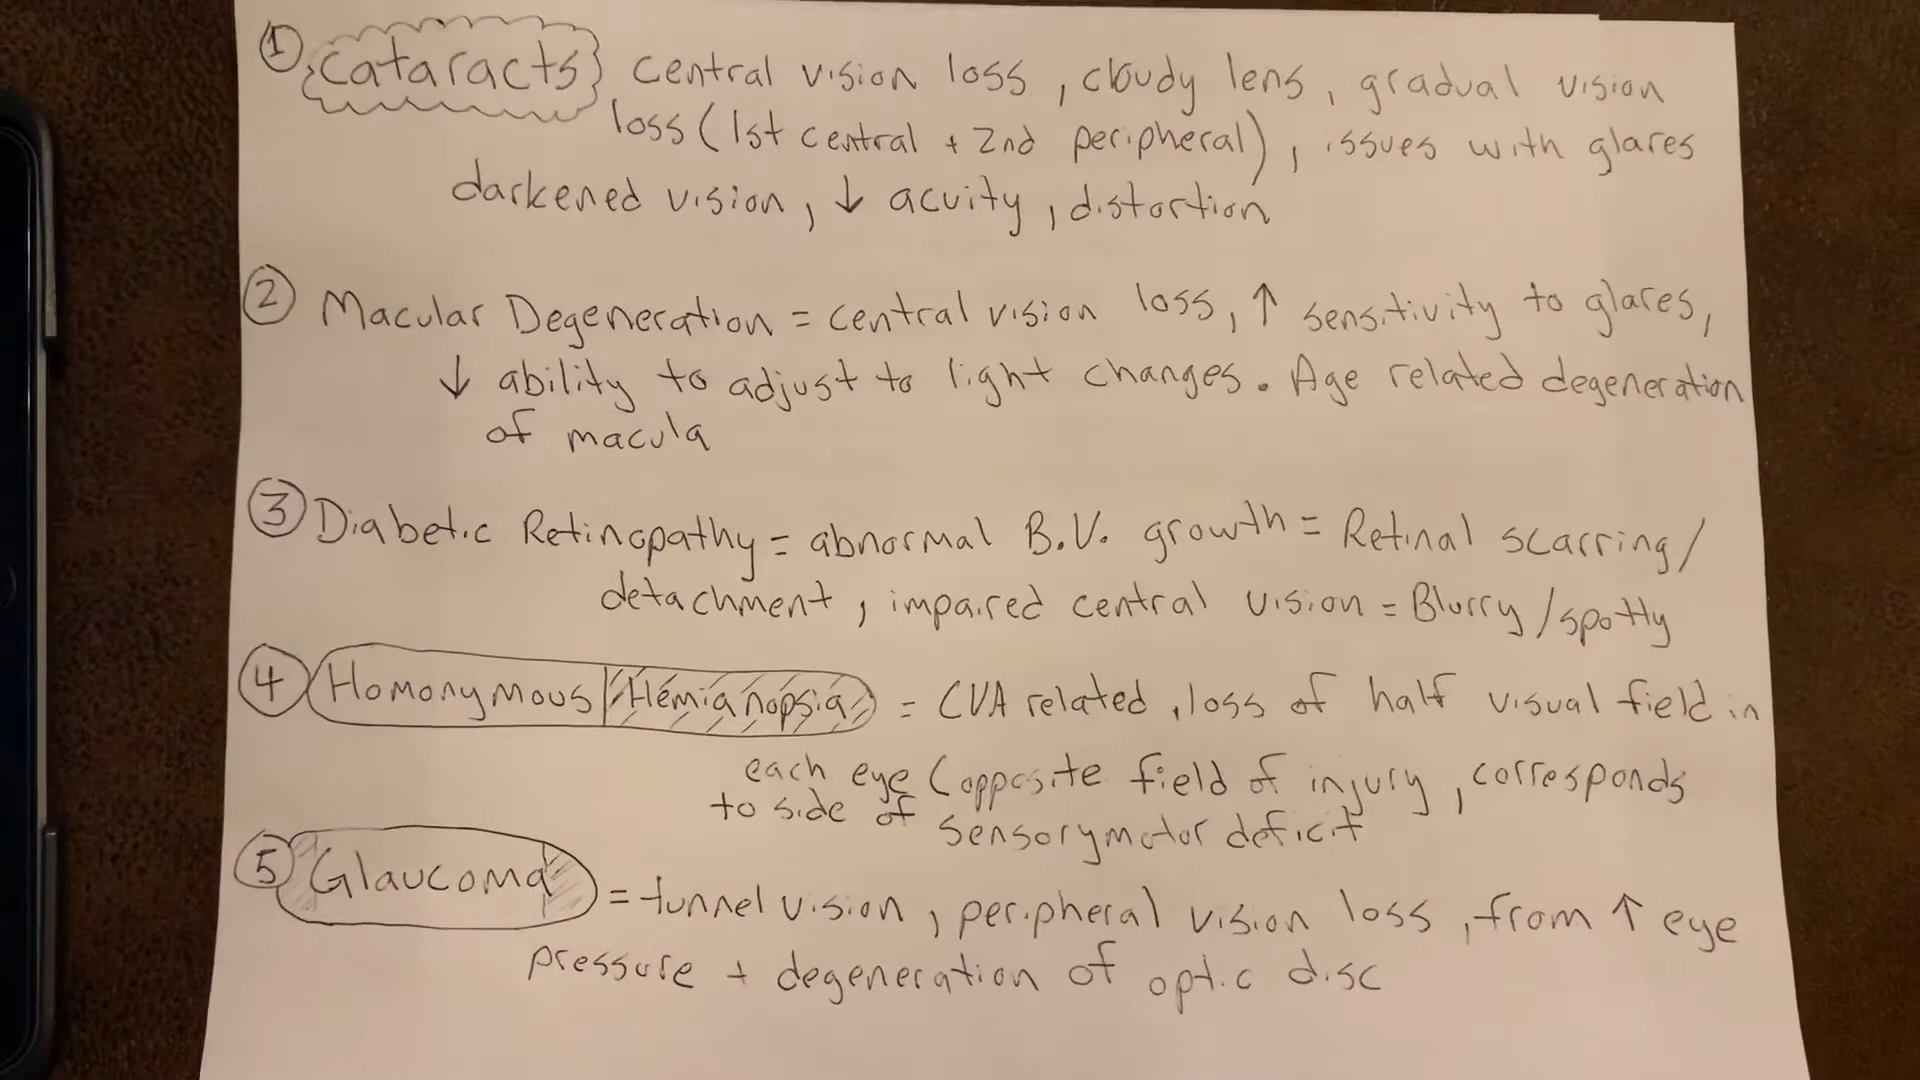 ① Cataracts central vision loss, cloudy lens, gradual vision
loss (1st central + 2nd peripheral), issues with glares
darkened vision, ↓ acuity, distortion
② Macular Degeneration = central vision loss, ↑ sensitivity to glares,
↓ ability to adjust to light changes. Age related degeneration
of macula
③ Diabetic Retinopathy = abnormal B.V. growth = Retinal scarring/
detachment, impaired central vision = Blurry/spotty
④ Homonymous Hemianopsia = CVA related, loss of half visual field in
each eye (opposite field of injury, corresponds
to side of sensorymotor deficit
⑤ Glaucoma = tunnel vision, peripheral vision loss, from ↑ eye
pressure + degeneration of optic disc